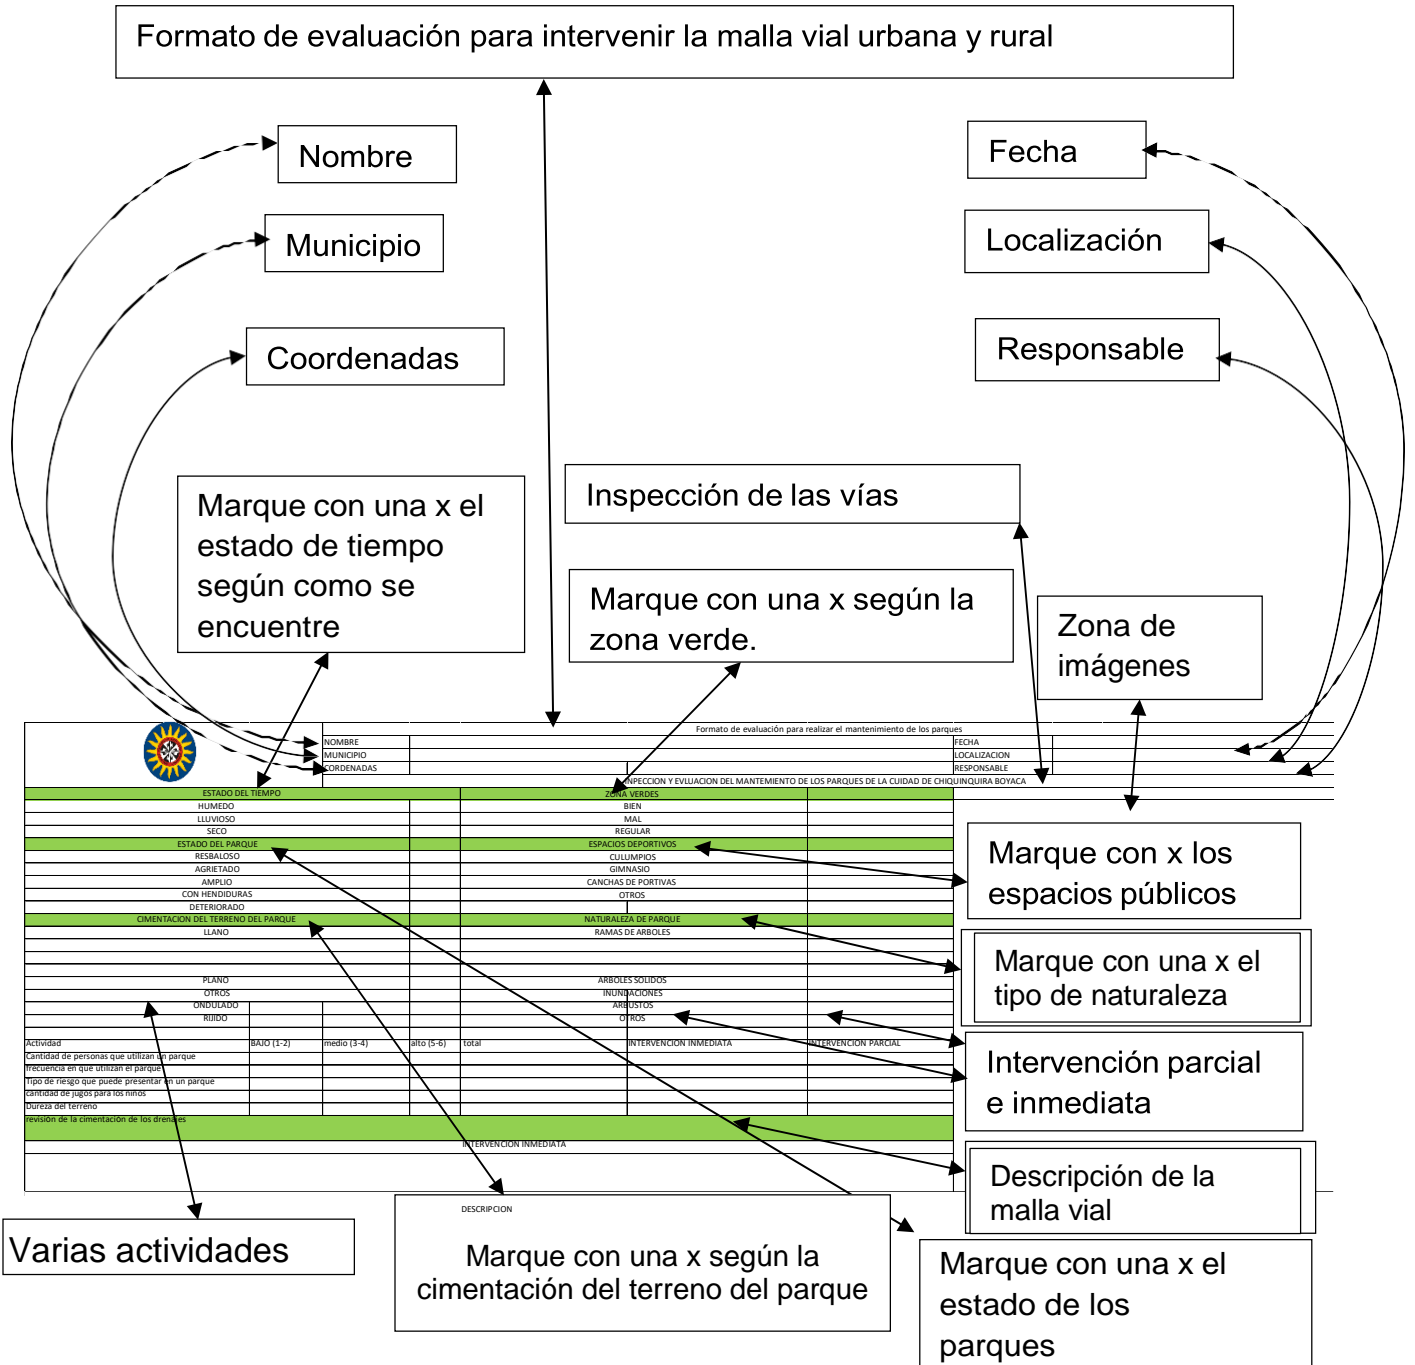 Formato de evaluación para intervenir la malla vial urbana y rural
Nombre
Fecha
Municipio
Localización
Coordenadas
Responsable
Marque con una x el
estado de tiempo
según como se
encuentre
Inspección de las vías
Marque con una x según la
zona verde.
Zona de
imágenes
Formato de evaluación para realizar el mantenimiento de los parques
NOMBRE
FECHA
MUNICIPIO
LOCALIZACION
CORDENADAS
RESPONSABLE
INPECCION Y EVLUACION DEL MANTEMIENTO DE LOS PARQUES DE LA CUIDAD DE CHIQUINQUIRA BOYACA
ESTADO DEL TIEMPO
ZONA VERDES
HUMEDO
BIEN
LLUVIOSO
MAL
SECO
REGULAR
ESTADO DEL PARQUE
ESPACIOS DEPORTIVOS
RESBALOSO
CULUMPIOS
AGRIETADO
GIMNASIO
AMPLIO
CANCHAS DE PORTIVAS
CON HENDIDURAS
OTROS
DETERIORADO
CIMENTACION DEL TERRENO DEL PARQUE
NATURALEZA DE PARQUE
LLANO
RAMAS DE ARBOLES
PLANO
ARBOLES SOLIDOS
OTROS
INUNDACIONES
ONDULADO
ARBUSTOS
RIJIDO
OTROS
Actividad
BAJO (1-2)
medio (3-4)
alto (5-6)
total
INTERVENCION INMEDIATA
INTERVENCION PARCIAL
Cantidad de personas que utilizan un parque
frecuencia en que utilizan el parque
Tipo de riesgo que puede presentar en un parque
cantidad de jugos para los niños
Dureza del terreno
revisión de la cimentación de los drenajes
INTERVENCION INMEDIATA
Marque con x los
espacios públicos
Marque con una x el
tipo de naturaleza
Intervención parcial
e inmediata
Descripción de la
malla vial
Varias actividades
DESCRIPCION
Marque con una x según la
cimentación del terreno del parque
Marque con una x el
estado de los
parques